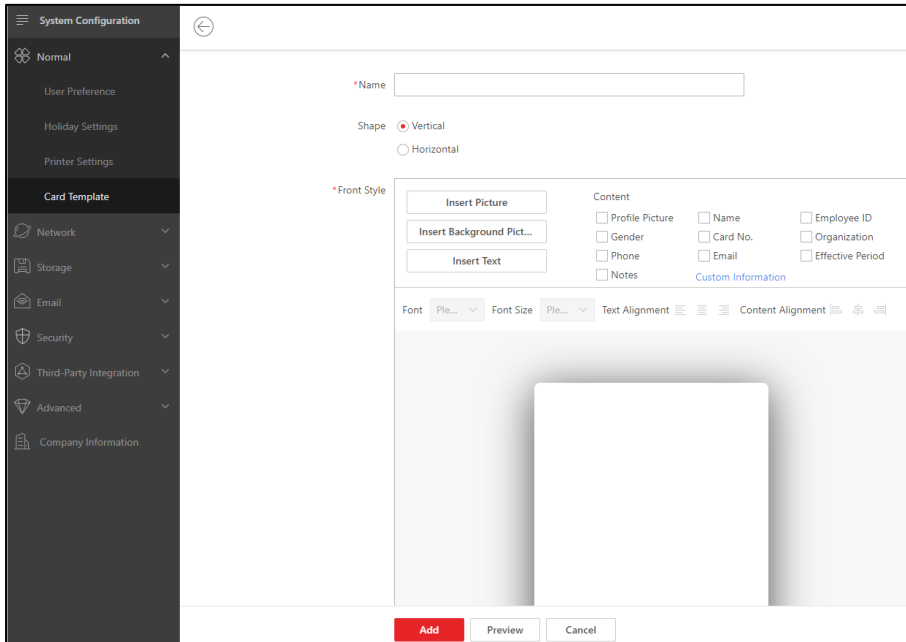 System Configuration
Normal
User Preference
Holiday Settings
Printer Settings
Card Template
Network
Storage
Email
Security
Third-Party Integration
Advanced
Company Information
*Name
Shape
Vertical
Horizontal
*Front Style
Insert Picture
Insert Background Pict...
Insert Text
Content
Profile Picture Name Employee ID
Gender Card No. Organization
Phone Email Effective Period
Notes Custom Information
Font Ple... Font Size Ple... Text Alignment Content Alignment
Add Preview Cancel